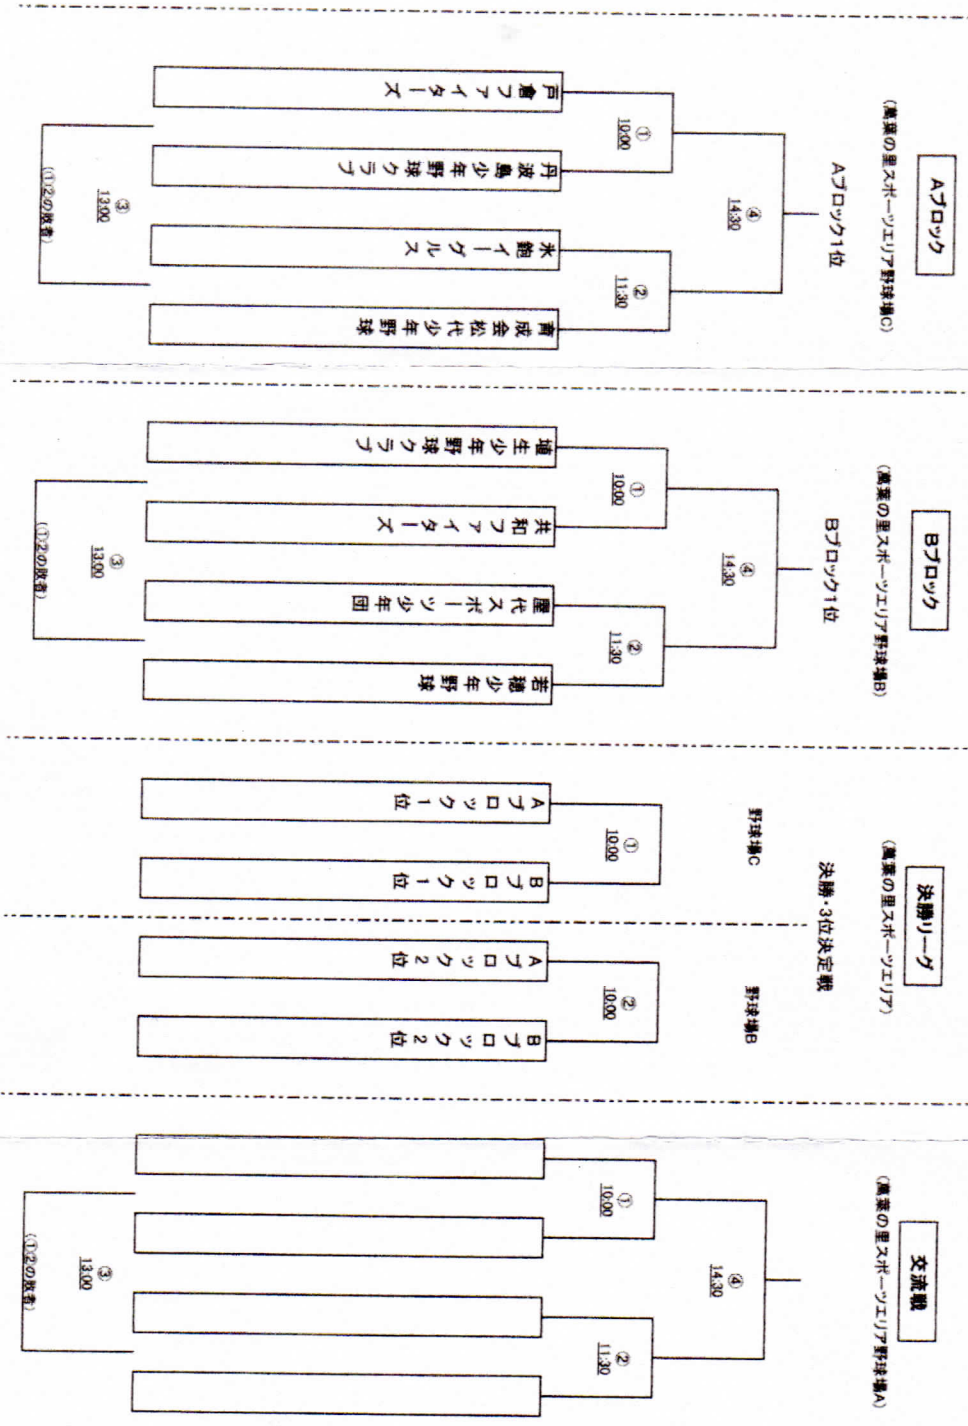 Aブロック
(萬葉の里スポーツエリア野球場C)
Aブロック1位
④
14:30
①
10:00
②
11:30
戸倉ファイターズ
丹波島少年野球クラブ
氷鉋イーグルス
青成会松代少年野球
③
13:00
(①②の敗者)
Bブロック
(萬葉の里スポーツエリア野球場B)
Bブロック1位
④
14:30
①
10:00
②
11:30
埴生少年野球クラブ
共和ファイターズ
屋代スポーツ少年団
若穂少年野球
③
13:00
(①②の敗者)
決勝リーグ
(萬葉の里スポーツエリア)
決勝・3位決定戦
野球場C
野球場B
①
10:00
②
10:00
Aブロック1位
Bブロック1位
Aブロック2位
Bブロック2位
交流戦
(萬葉の里スポーツエリア野球場A)
④
14:30
①
10:00
②
11:30
③
13:00
(①②の敗者)